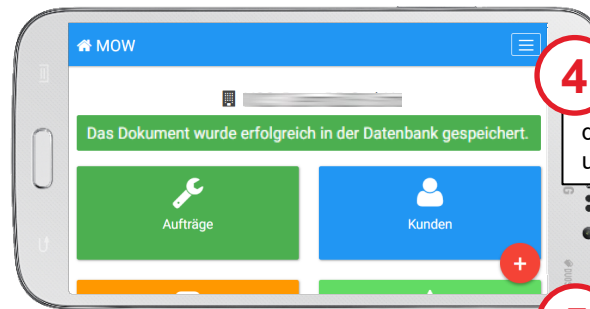 MOW
4
Das Dokument wurde erfolgreich in der Datenbank gespeichert.
Aufträge
Kunden
+